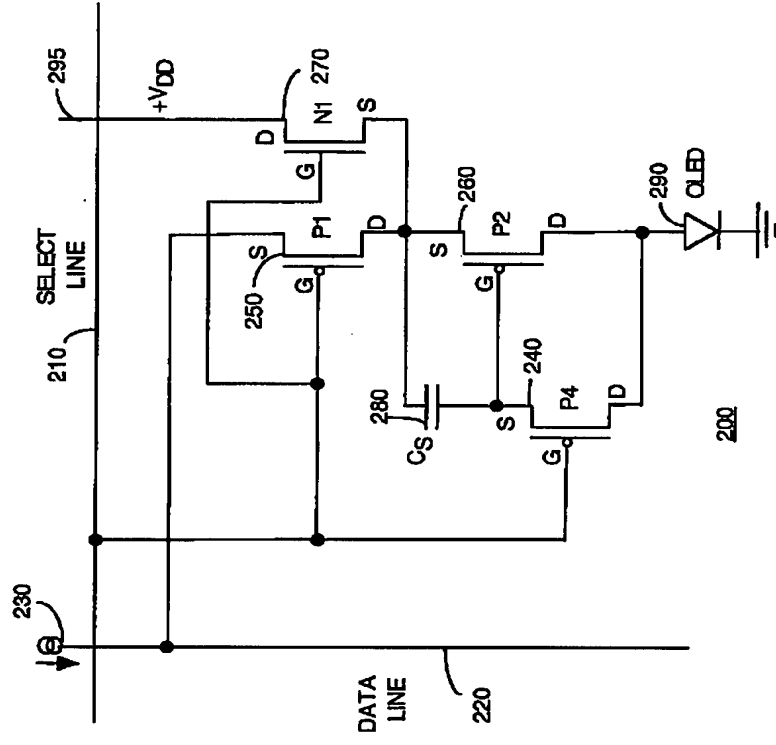 230
DATA
LINE
220
210
SELECT
LINE
295
+VDD
270
D
N1
G
S
S
250
P1
G
D
280
CS
S
260
P2
G
D
S
240
P4
G
D
290
OLED
200